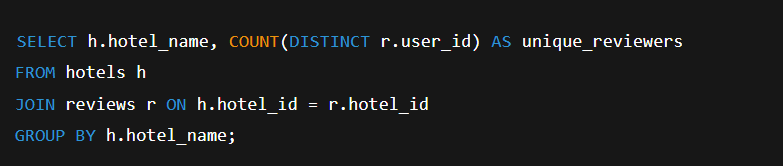 SELECT h.hotel_name, COUNT(DISTINCT r.user_id) AS unique_reviewers
FROM hotels h
JOIN reviews r ON h.hotel_id = r.hotel_id
GROUP BY h.hotel_name;